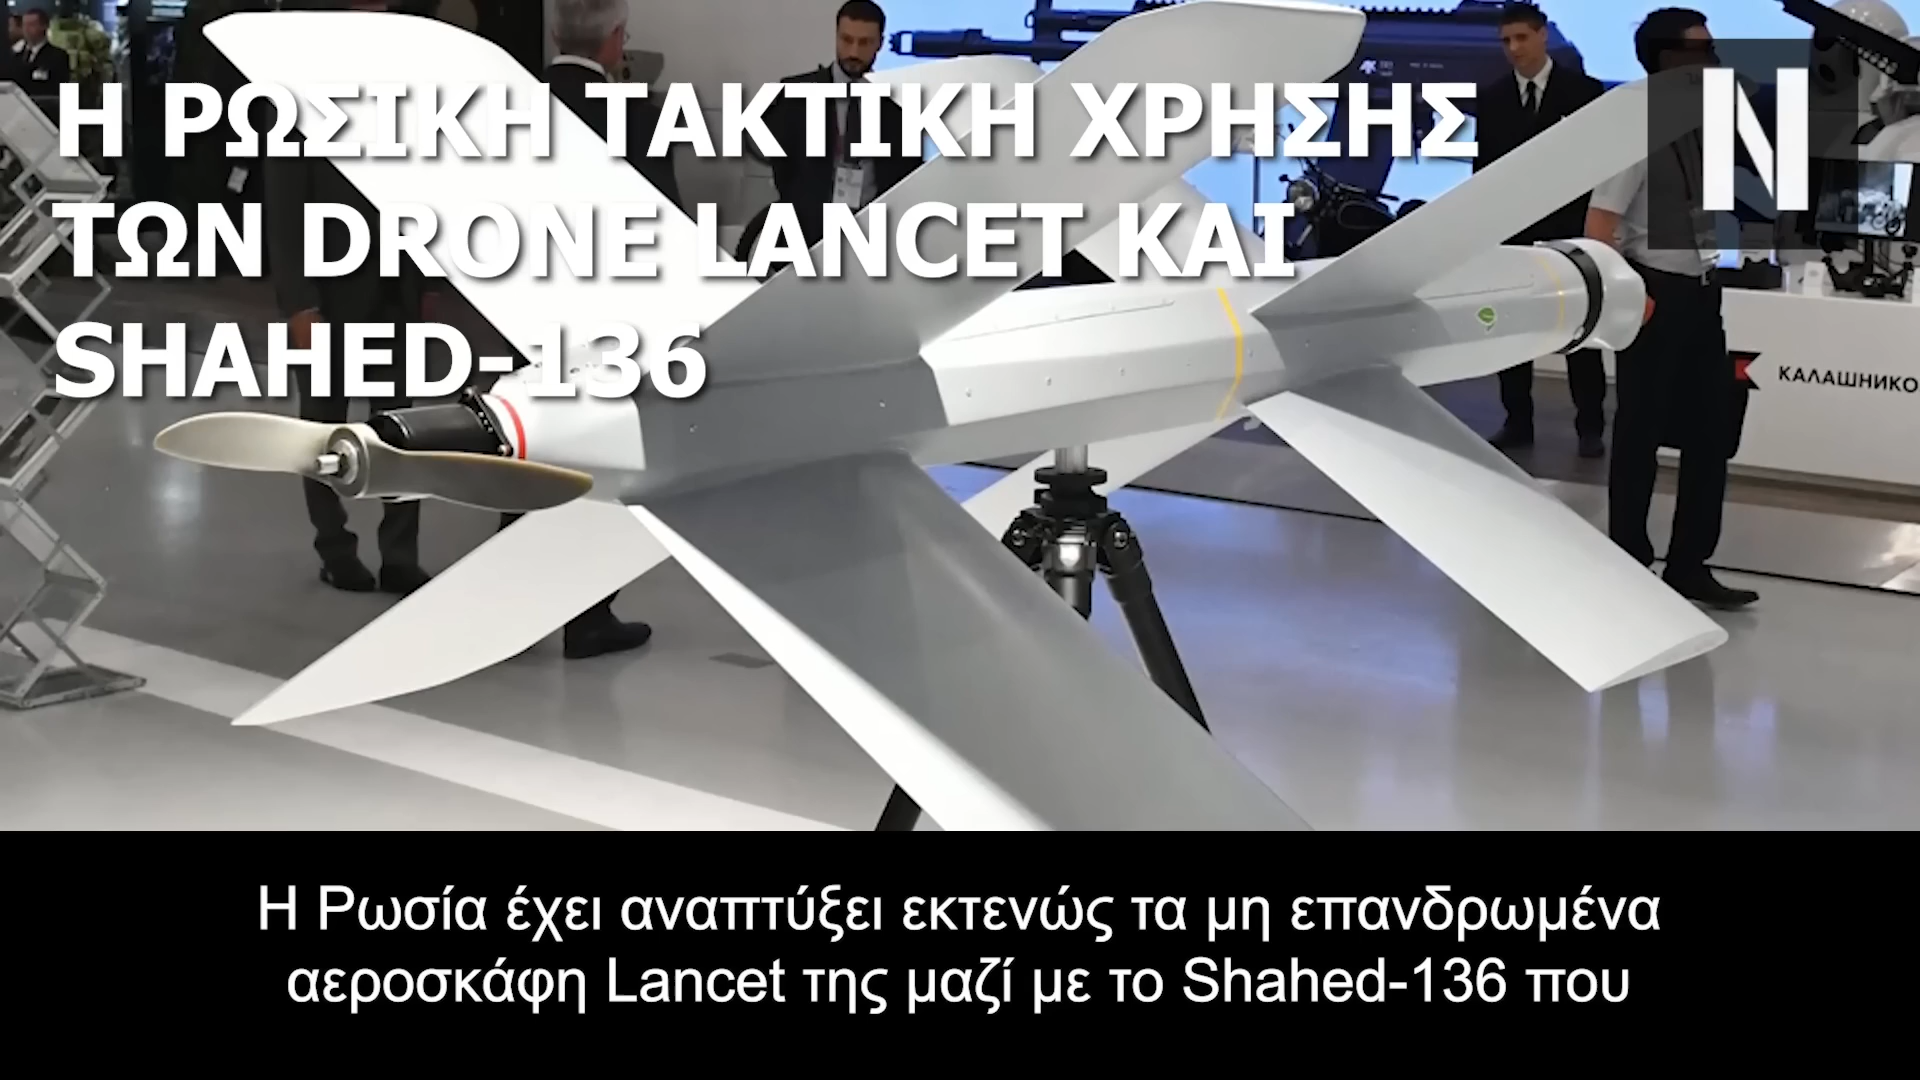 Η ΡΩΣΙΚΗ ΤΑΚΤΙΚΗ ΧΡΗΣΗΣ
ΤΩΝ DRONE LANCET ΚΑΙ
SHAHED-136
N
КАЛАШНИКО
Η Ρωσία έχει αναπτύξει εκτενώς τα μη επανδρωμένα
αεροσκάφη Lancet της μαζί με το Shahed-136 που